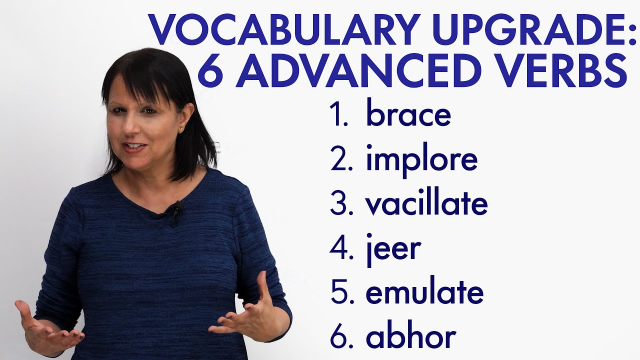 VOCABULARY UPGRADE:
6 ADVANCED VERBS
1. brace
2. implore
3. vacillate
4. jeer
5. emulate
6. abhor